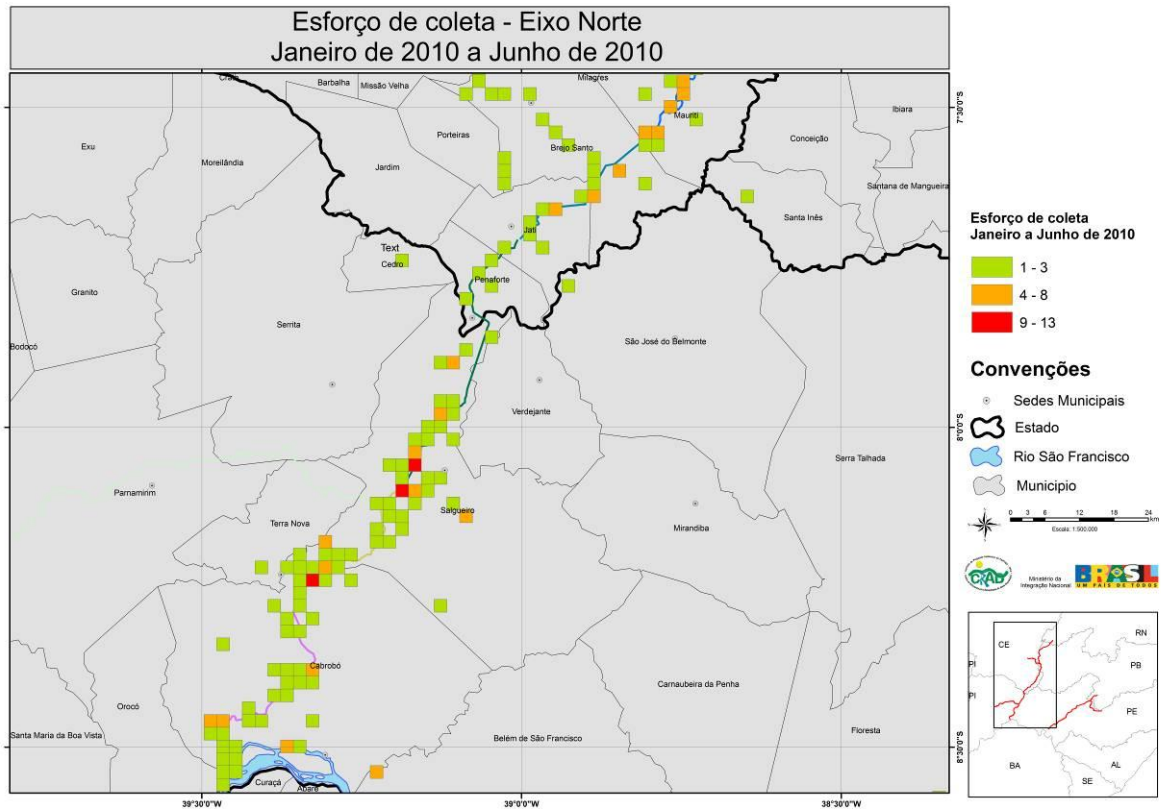 Esforço de coleta - Eixo Norte
Janeiro de 2010 a Junho de 2010
Barbalha
Missão Velha
Milagres
Ibiara
Mauriti
7°30'0"S
Porteiras
Conceição
Exu
Brejo Santo
Moreilândia
Jardim
Santana de Mangueira
Santa Inês
Jati
Text
Cedro
Penaforte
Granito
Serrita
São José do Belmonte
Bodocó
Verdejante
8°0'0"S
Serra Talhada
Parnamirim
Salgueiro
Terra Nova
Mirandiba
Cabrobó
Carnaubeira da Penha
Orocó
Santa Maria da Boa Vista
Belém de São Francisco
Floresta
8°30'0"S
Curaçá
Abaré
39°30'0"W
39°0'0"W
38°30'0"W
Esforço de coleta
Janeiro a Junho de 2010
1 - 3
4 - 8
9 - 13
Convenções
Sedes Municipais
Estado
Rio São Francisco
Municipio
0 3 6 12 18 24
km
Escala: 1:500.000
CRAD
Ministério da
Integração Nacional
BRASIL
UM PAÍS DE TODOS
CE
RN
PI
PB
PI
PE
BA
AL
SE